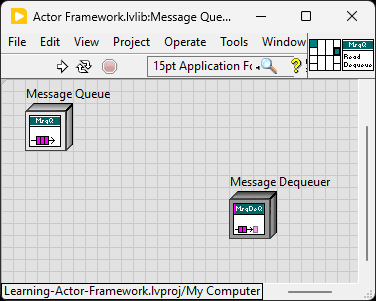 Actor Framework.lvlib:Message Que...
File Edit View Project Operate Tools Window
15pt Application Fo
MsgQ
Read
Dequeue
Message Queue
MsgQ
Message Dequeuer
MsgDeQ
Learning-Actor-Framework.lvproj/My Computer